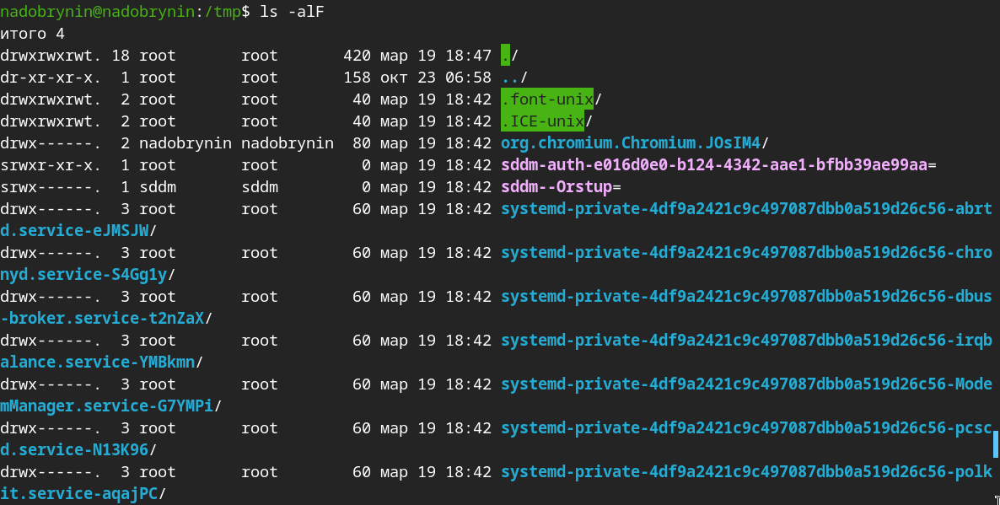 nadobrynin@nadobrynin:/tmp$ ls -alF
итого 4
drwxrwxrwt. 18 root       root       420 мар 19 18:47 ./
dr-xr-xr-x.  1 root       root       158 окт 23 06:58 ../
drwxrwxrwt.  2 root       root        40 мар 19 18:42 .font-unix/
drwxrwxrwt.  2 root       root        40 мар 19 18:42 .ICE-unix/
drwx------.  2 nadobrynin nadobrynin  80 мар 19 18:42 org.chromium.Chromium.JOsIM4/
srwxr-xr-x.  1 root       root         0 мар 19 18:42 sddm-auth-e016d0e0-b124-4342-aae1-bfbb39ae99aa=
srwx------.  1 sddm       sddm         0 мар 19 18:42 sddm--Orstup=
drwx------.  3 root       root        60 мар 19 18:42 systemd-private-4df9a2421c9c497087dbb0a519d26c56-abrt
d.service-eJMSJW/
drwx------.  3 root       root        60 мар 19 18:42 systemd-private-4df9a2421c9c497087dbb0a519d26c56-chro
nyd.service-S4Gg1y/
drwx------.  3 root       root        60 мар 19 18:42 systemd-private-4df9a2421c9c497087dbb0a519d26c56-dbus
-broker.service-t2nZaX/
drwx------.  3 root       root        60 мар 19 18:42 systemd-private-4df9a2421c9c497087dbb0a519d26c56-irqb
alance.service-YMBkmn/
drwx------.  3 root       root        60 мар 19 18:42 systemd-private-4df9a2421c9c497087dbb0a519d26c56-Mode
mManager.service-G7YMPi/
drwx------.  3 root       root        60 мар 19 18:42 systemd-private-4df9a2421c9c497087dbb0a519d26c56-pcsc
d.service-N13K96/
drwx------.  3 root       root        60 мар 19 18:42 systemd-private-4df9a2421c9c497087dbb0a519d26c56-polk
it.service-aqajPC/